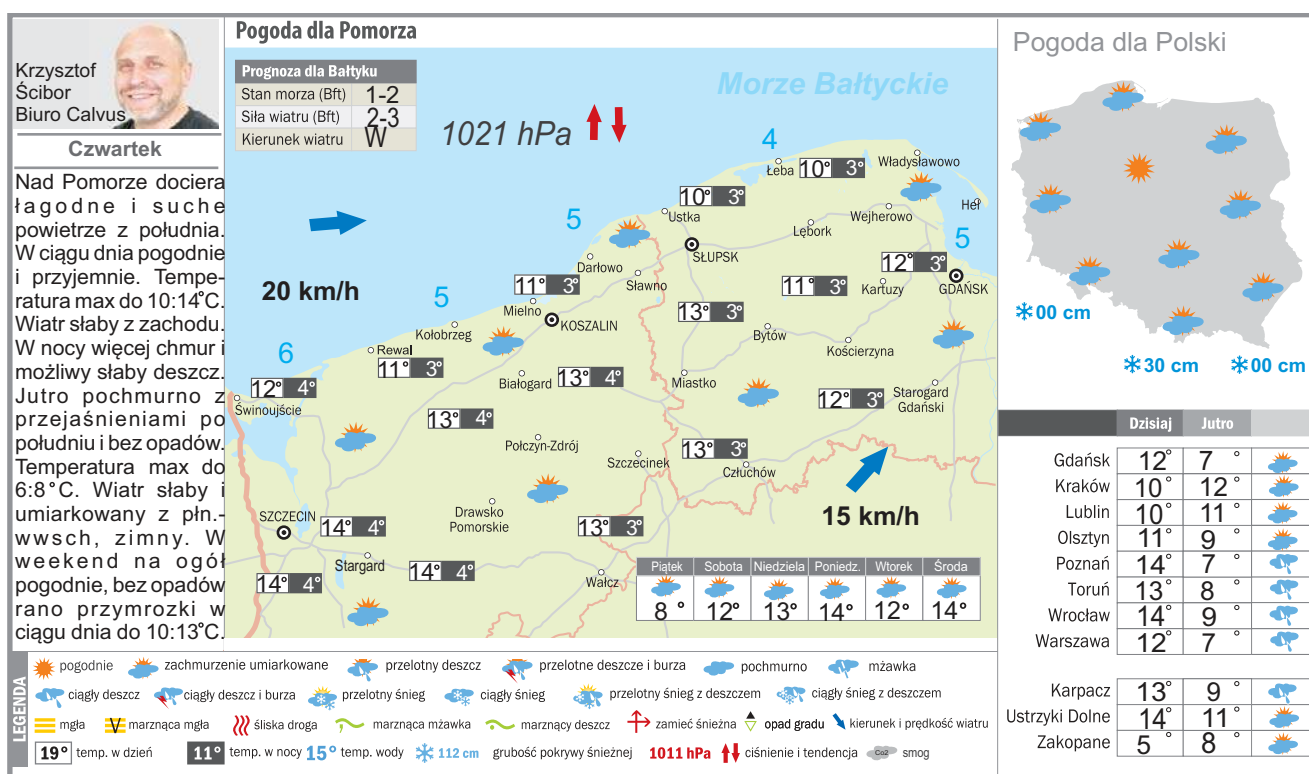 Krzysztof
Ścibor
Biuro Calvus
Czwartek
Nad Pomorze dociera
łagodne i suche
powietrze z południa.
W ciągu dnia pogodnie
i przyjemnie. Tempe-
ratura max do 10:14°C.
Wiatr słaby z zachodu.
W nocy więcej chmur i
możliwy słaby deszcz.
Jutro pochmurno z
przejaśnieniami po
południu i bez opadów.
Temperatura max do
6:8°C. Wiatr słaby i
umiarkowany z płn.-
wwsch, zimny. W
weekend na ogół
pogodnie, bez opadów
rano przymrozki w
ciągu dnia do 10:13°C.
Pogoda dla Pomorza
Prognoza dla Bałtyku
Stan morza (Bft) 1-2
Siła wiatru (Bft) 2-3
Kierunek wiatru W
1021 hPa
Morze Bałtyckie
4
Łeba
10° 3°
Władysławowo
10° 3°
Ustka
Wejherowo
Hel
Lębork
5
5
SŁUPSK
12° 3°
Darłowo
Sławno
11° 3°
Kartuzy
GDAŃSK
20 km/h
11° 3°
Mielno
5
13° 3°
KOSZALIN
Bytów
Kołobrzeg
Kościerzyna
6
Rewal
11° 3°
12° 4°
Białogard
13° 4°
Miastko
Starogard
Gdański
12° 3°
Świnoujście
13° 4°
Połczyn-Zdrój
Szczecinek
13° 3°
Człuchów
Drawsko
Pomorskie
15 km/h
SZCZECIN
14° 4°
13° 3°
Stargard
14° 4°
14° 4°
Wałcz
Piątek Sobota Niedziela Poniedz. Wtorek Środa
8 ° 12° 13° 14° 12° 14°
Pogoda dla Polski
00 cm
30 cm 00 cm
Dzisiaj Jutro
Gdańsk 12° 7 °
Kraków 10° 12 °
Lublin 10° 11 °
Olsztyn 11° 9 °
Poznań 14° 7 °
Toruń 13° 8 °
Wrocław 14° 9 °
Warszawa 12° 7 °
Karpacz 13° 9 °
Ustrzyki Dolne 14° 11 °
Zakopane 5 ° 8 °
LEGENDA
pogodnie zachmurzenie umiarkowane przelotny deszcz przelotne deszcze i burza pochmurno mżawka
ciągły deszcz ciągły deszcz i burza przelotny śnieg ciągły śnieg przelotny śnieg z deszczem ciągły śnieg z deszczem
mgła marznąca mgła śliska droga marznąca mżawka marznący deszcz zamieć śnieżna opad gradu kierunek i prędkość wiatru
19° temp. w dzień 11° temp. w nocy 15° temp. wody 112 cm grubość pokrywy śnieżnej 1011 hPa ciśnienie i tendencja Co2 smog